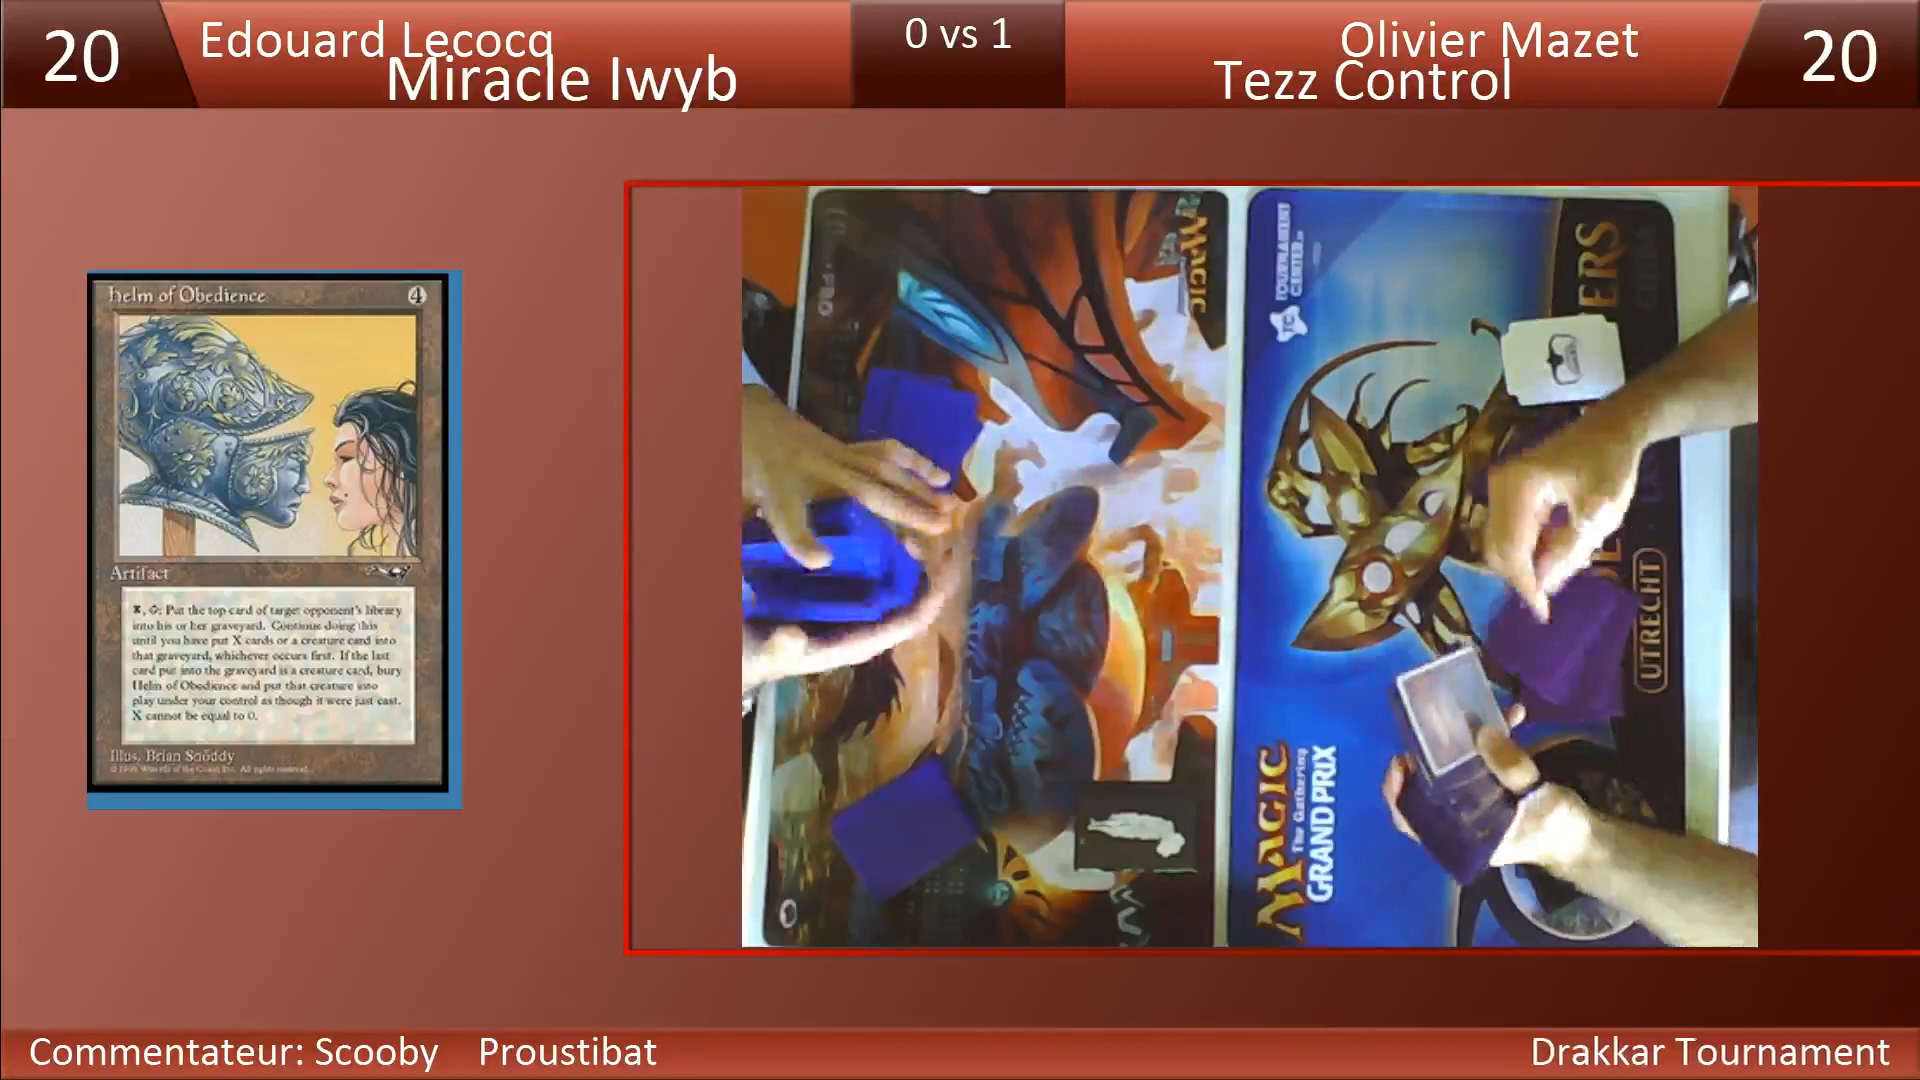 20
Edouard Lecocq
Miracle Iwyb
0 vs 1
Olivier Mazet
Tezz Control
20
Helm of Obedience
4
Artifact
X, : Put the top card of target opponent's library
into his or her graveyard. Continue doing this
until you have put X cards or a creature card into
that graveyard, whichever occurs first. If the last
card put into the graveyard is a creature card, bury
Helm of Obedience and put that creature into
play under your control as though it were just cast.
X cannot be equal to 0.
Illus. Brian Snõddy
MAGIC
TOURNAMENT
CENTER
TC
ERS
UTRECHT
MAGIC
The Gathering
GRAND PRIX
Commentateur: Scooby Proustibat
Drakkar Tournament